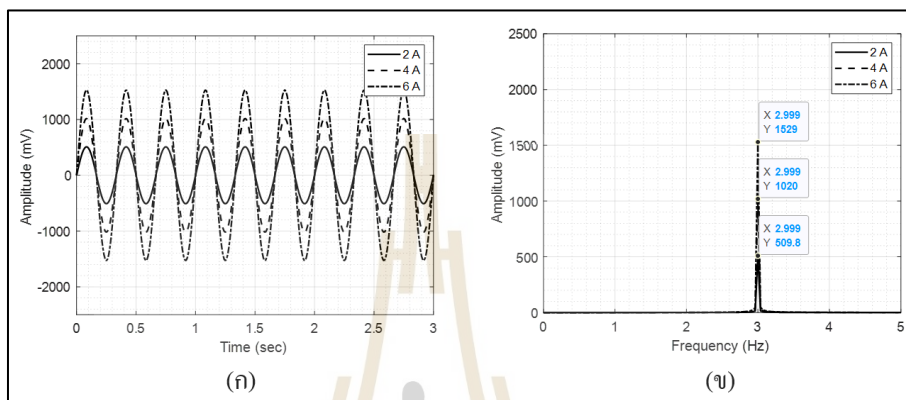 2000
1000
0
-1000
-2000
Amplitude (mV)
0 0.5 1 1.5 2 2.5 3
Time (sec)
2 A
4 A
6 A
(ก)
2500
2000
1500
1000
500
0
Amplitude (mV)
0 1 2 3 4 5
Frequency (Hz)
2 A
4 A
6 A
X 2.999
Y 1529
X 2.999
Y 1020
X 2.999
Y 509.8
(ข)